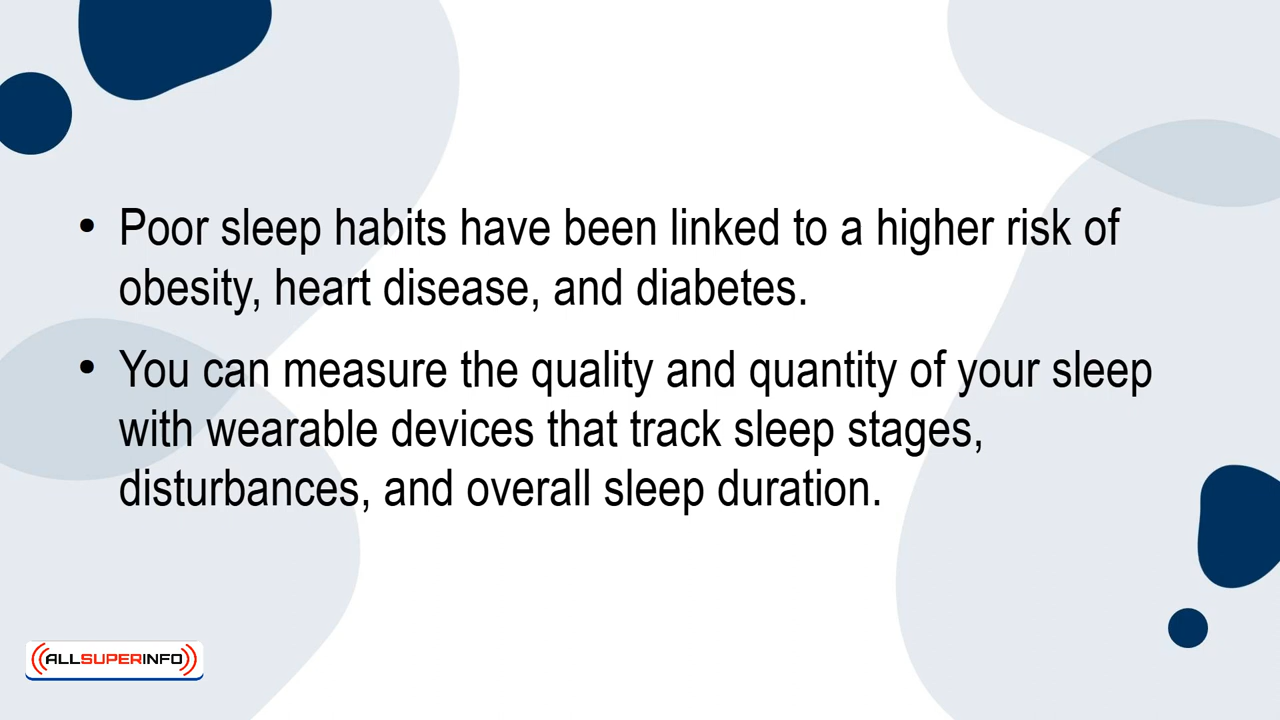 • Poor sleep habits have been linked to a higher risk of
obesity, heart disease, and diabetes.
• You can measure the quality and quantity of your sleep
with wearable devices that track sleep stages,
disturbances, and overall sleep duration.
ALLSUPERINFO